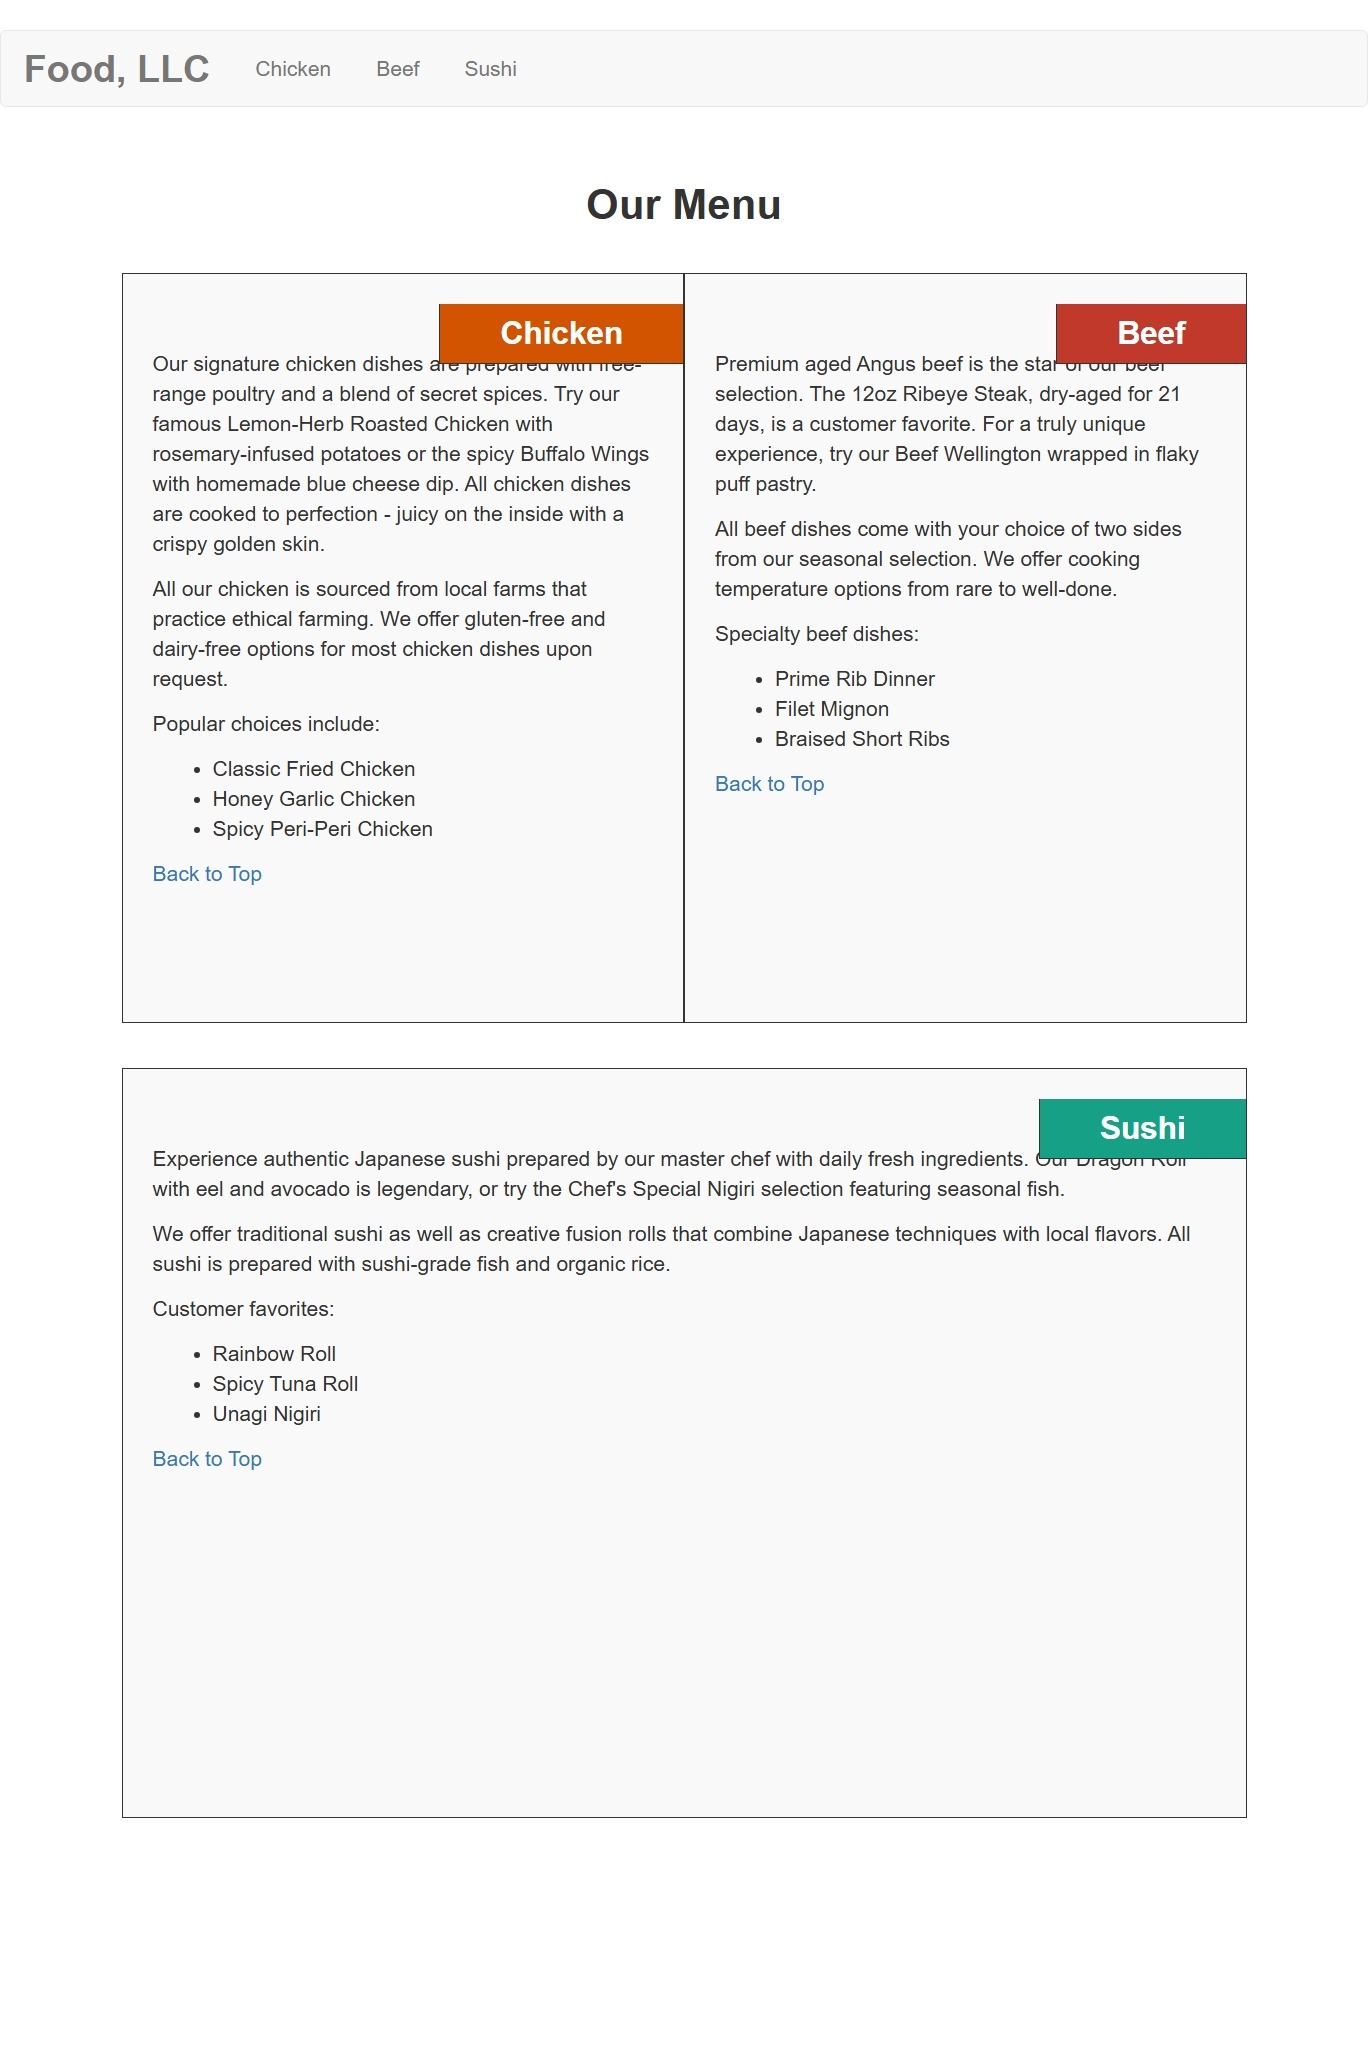 Food, LLC
Chicken
Beef
Sushi
Our Menu
Chicken
Our signature chicken dishes are prepared with free-
range poultry and a blend of secret spices. Try our
famous Lemon-Herb Roasted Chicken with
rosemary-infused potatoes or the spicy Buffalo Wings
with homemade blue cheese dip. All chicken dishes
are cooked to perfection - juicy on the inside with a
crispy golden skin.
All our chicken is sourced from local farms that
practice ethical farming. We offer gluten-free and
dairy-free options for most chicken dishes upon
request.
Popular choices include:
• Classic Fried Chicken
• Honey Garlic Chicken
• Spicy Peri-Peri Chicken
Back to Top
Beef
Premium aged Angus beef is the star of our beef
selection. The 12oz Ribeye Steak, dry-aged for 21
days, is a customer favorite. For a truly unique
experience, try our Beef Wellington wrapped in flaky
puff pastry.
All beef dishes come with your choice of two sides
from our seasonal selection. We offer cooking
temperature options from rare to well-done.
Specialty beef dishes:
• Prime Rib Dinner
• Filet Mignon
• Braised Short Ribs
Back to Top
Sushi
Experience authentic Japanese sushi prepared by our master chef with daily fresh ingredients. Our Dragon Roll
with eel and avocado is legendary, or try the Chef's Special Nigiri selection featuring seasonal fish.
We offer traditional sushi as well as creative fusion rolls that combine Japanese techniques with local flavors. All
sushi is prepared with sushi-grade fish and organic rice.
Customer favorites:
• Rainbow Roll
• Spicy Tuna Roll
• Unagi Nigiri
Back to Top